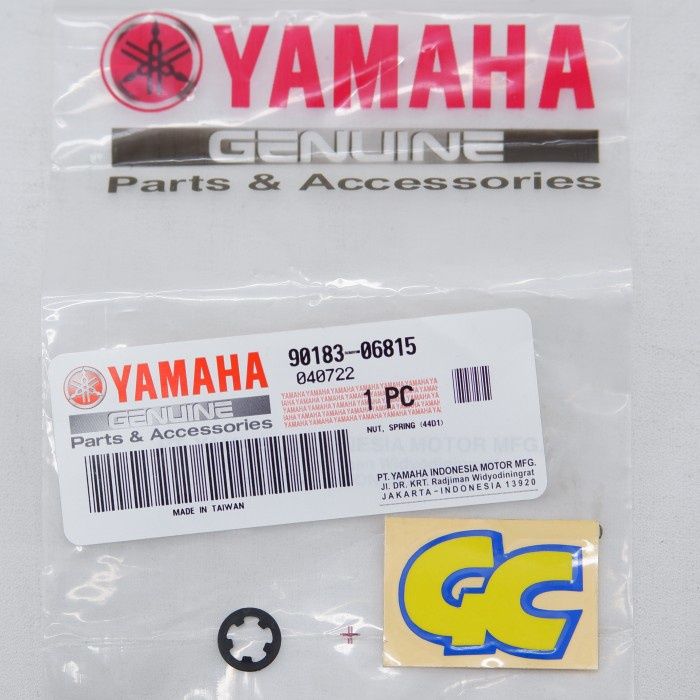 YAMAHA
GENUINE
Parts & Accessories
YAMAHA
GENUINE
Parts & Accessories
90183-06815
040722
1 PC
NUT, SPRING (44D1)
MADE IN TAIWAN
PT. YAMAHA INDONESIA MOTOR MFG.
JL. DR. KRT. Radjiman Widyodiningrat
JAKARTA-INDONESIA 13920
GC